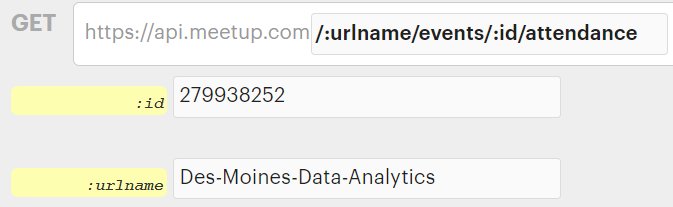 GET https://api.meetup.com/:urlname/events/:id/attendance
:id 279938252
:urlname Des-Moines-Data-Analytics